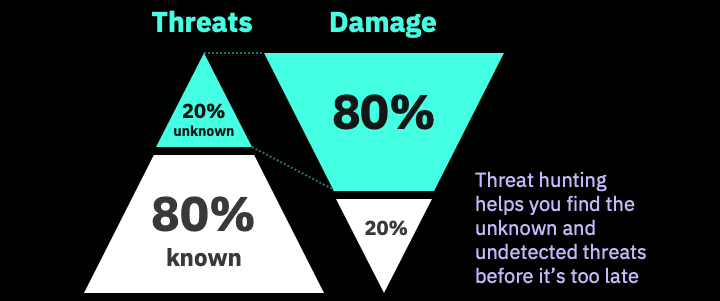 Threats
Damage
20%
unknown
80%
80%
known
20%
Threat hunting
helps you find the
unknown and
undetected threats
before it’s too late